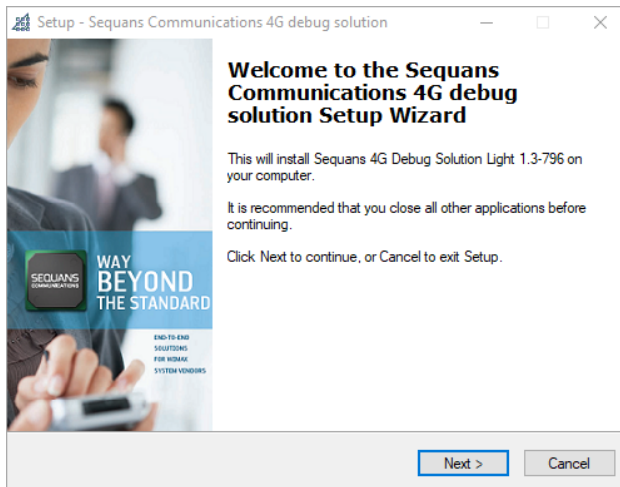 Setup - Sequans Communications 4G debug solution
Welcome to the Sequans
Communications 4G debug
solution Setup Wizard
This will install Sequans 4G Debug Solution Light 1.3-796 on
your computer.
It is recommended that you close all other applications before
continuing.
Click Next to continue, or Cancel to exit Setup.
SEQUANS
COMMUNICATIONS
WAY
BEYOND
THE STANDARD
END-TO-END
SOLUTIONS
FOR WIMAX
SYSTEM VENDORS
Next >
Cancel